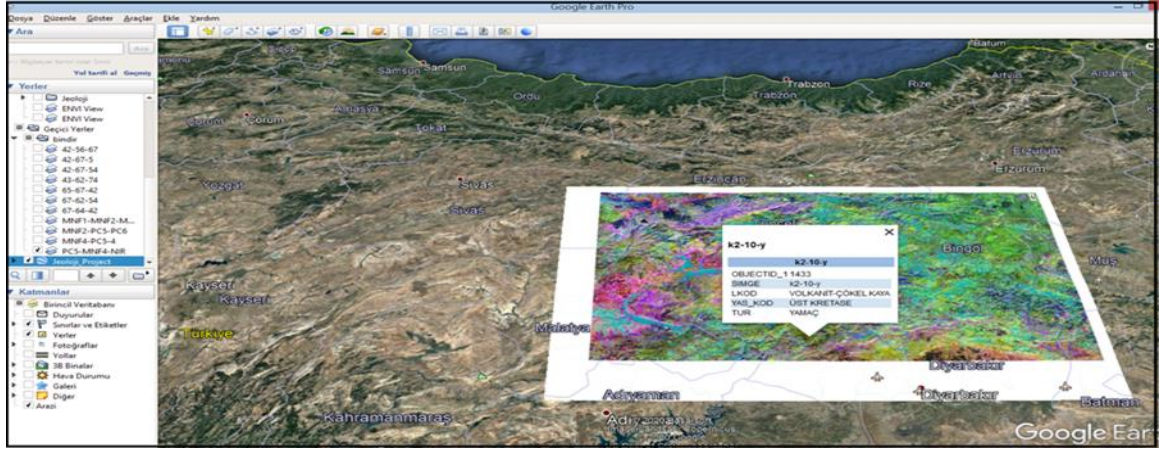 Google Earth Pro
Dosya Düzenle Göster Araçlar Ekle Yardım
Ara
Ara
Yol tarifi al Geçmiş
Yerler
Jeoloji
ENVI View
ENVI View
Geçici Yerler
bindir
42-56-67
42-67-5
42-67-54
43-62-74
65-67-42
67-62-54
67-64-42
MNF1-MNF2-M...
MNF2-PC5-PC6
MNF4-PC5-4
PC5-MNF4-NIR
Jeoloji_Project
Katmanlar
Birincil Veritabanı
Duyurular
Sınırlar ve Etiketler
Yerler
Fotoğraflar
Yollar
3B Binalar
Hava Durumu
Galeri
Diğer
Arazi
Batum
Samsun Samsun
Ordu
Trabzon
Trabzon
Rize
Artvin
Ardahan
Amasya
Çorum Çorum
Tokat
Erzurum
Erzurum
Yozgat
Sivas
Sivas
Erzincan
Bingöl
Muş
Kayseri
Kayseri
Türkiye
Malatya
k2-10-y
k2-10-y
OBJECTID_1 1433
SIMGE k2-10-y
LKOD VOLKANİT-ÇÖKEL KAYA
YAS_KOD ÜST KRETASE
TUR YAMAÇ
Diyarbakır
Diyarbakır
Adıyaman
Batman
Kahramanmaraş
Google Ear